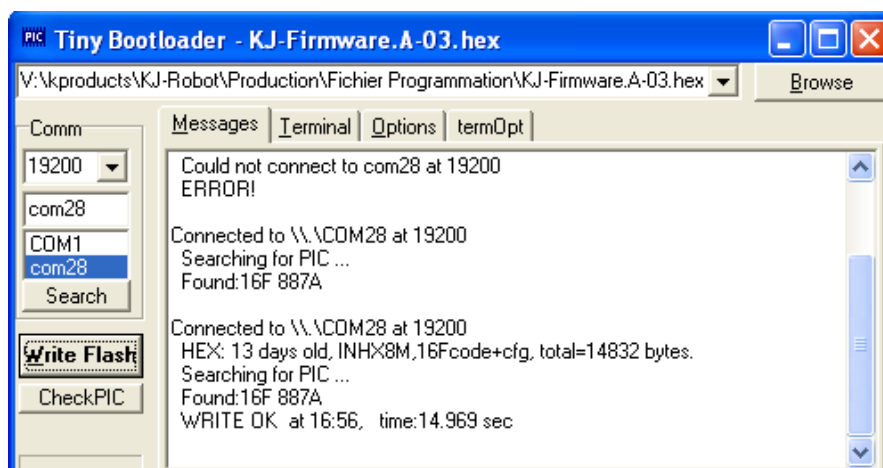 PIC Tiny Bootloader - KJ-Firmware.A-03.hex
V:\kproducts\KJ-Robot\Production\Fichier Programmation\KJ-Firmware.A-03.hex Browse
Comm
19200
com28
COM1
com28
Search
Write Flash
CheckPIC
Messages Terminal Options termOpt
Could not connect to com28 at 19200
ERROR!
Connected to \\.\COM28 at 19200
Searching for PIC ...
Found:16F 887A
Connected to \\.\COM28 at 19200
HEX: 13 days old, INHX8M,16Fcode+cfg, total=14832 bytes.
Searching for PIC ...
Found:16F 887A
WRITE OK at 16:56, time:14.969 sec